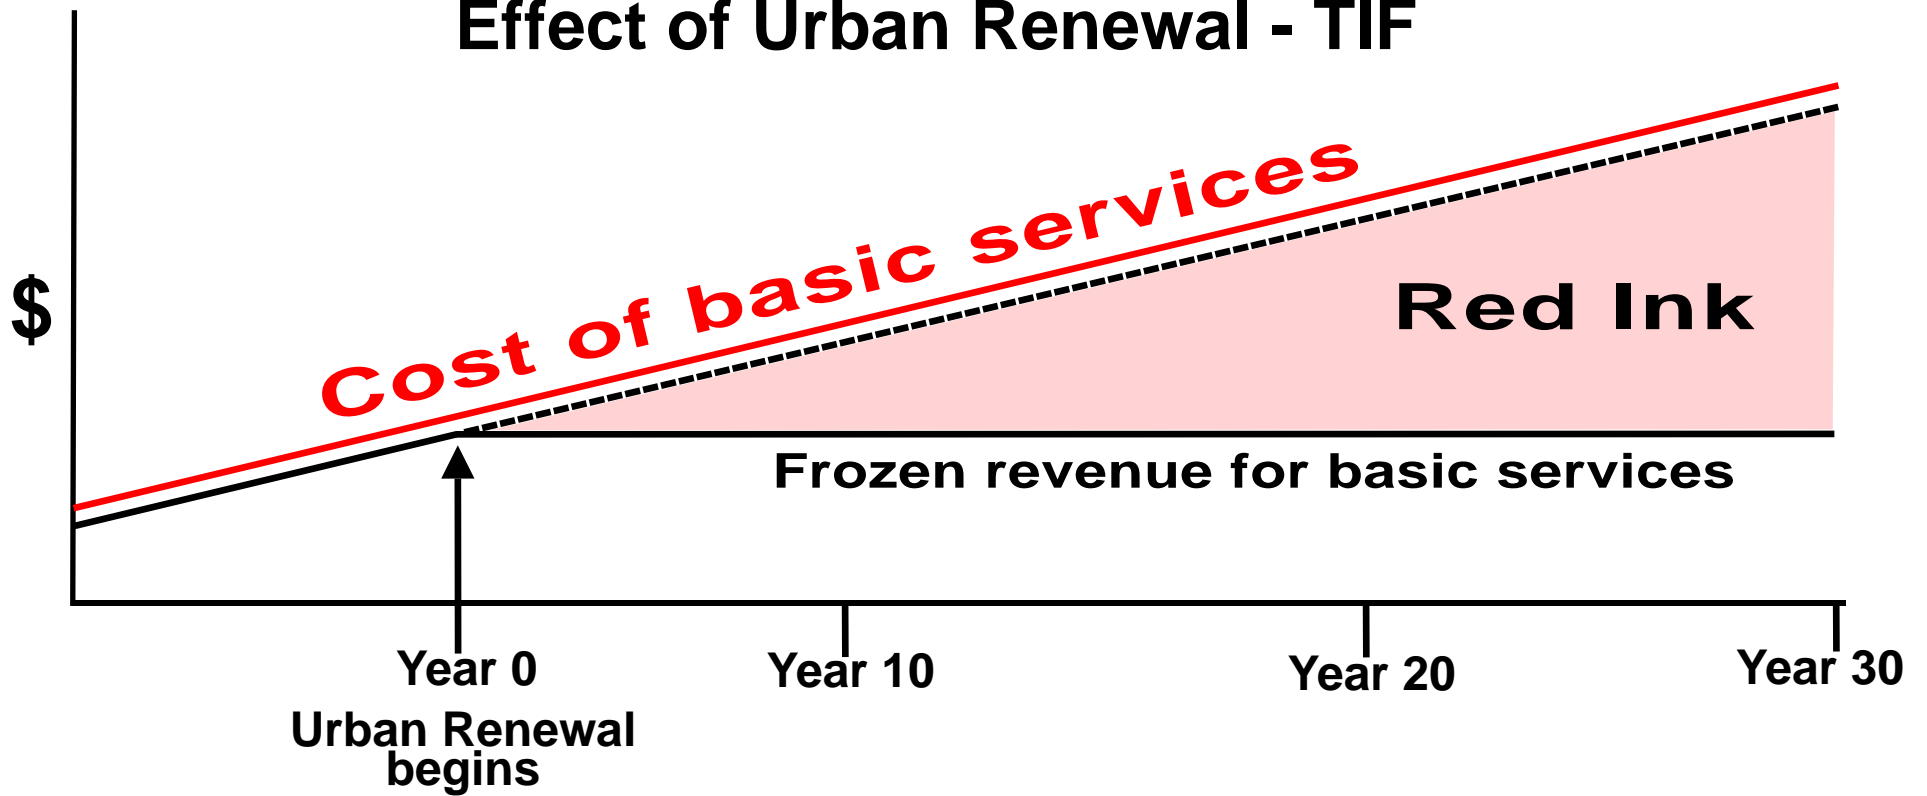 Effect of Urban Renewal - TIF
Cost of basic services
$
Red Ink
Frozen revenue for basic services
Year 0
Year 10
Year 20
Year 30
Urban Renewal
begins